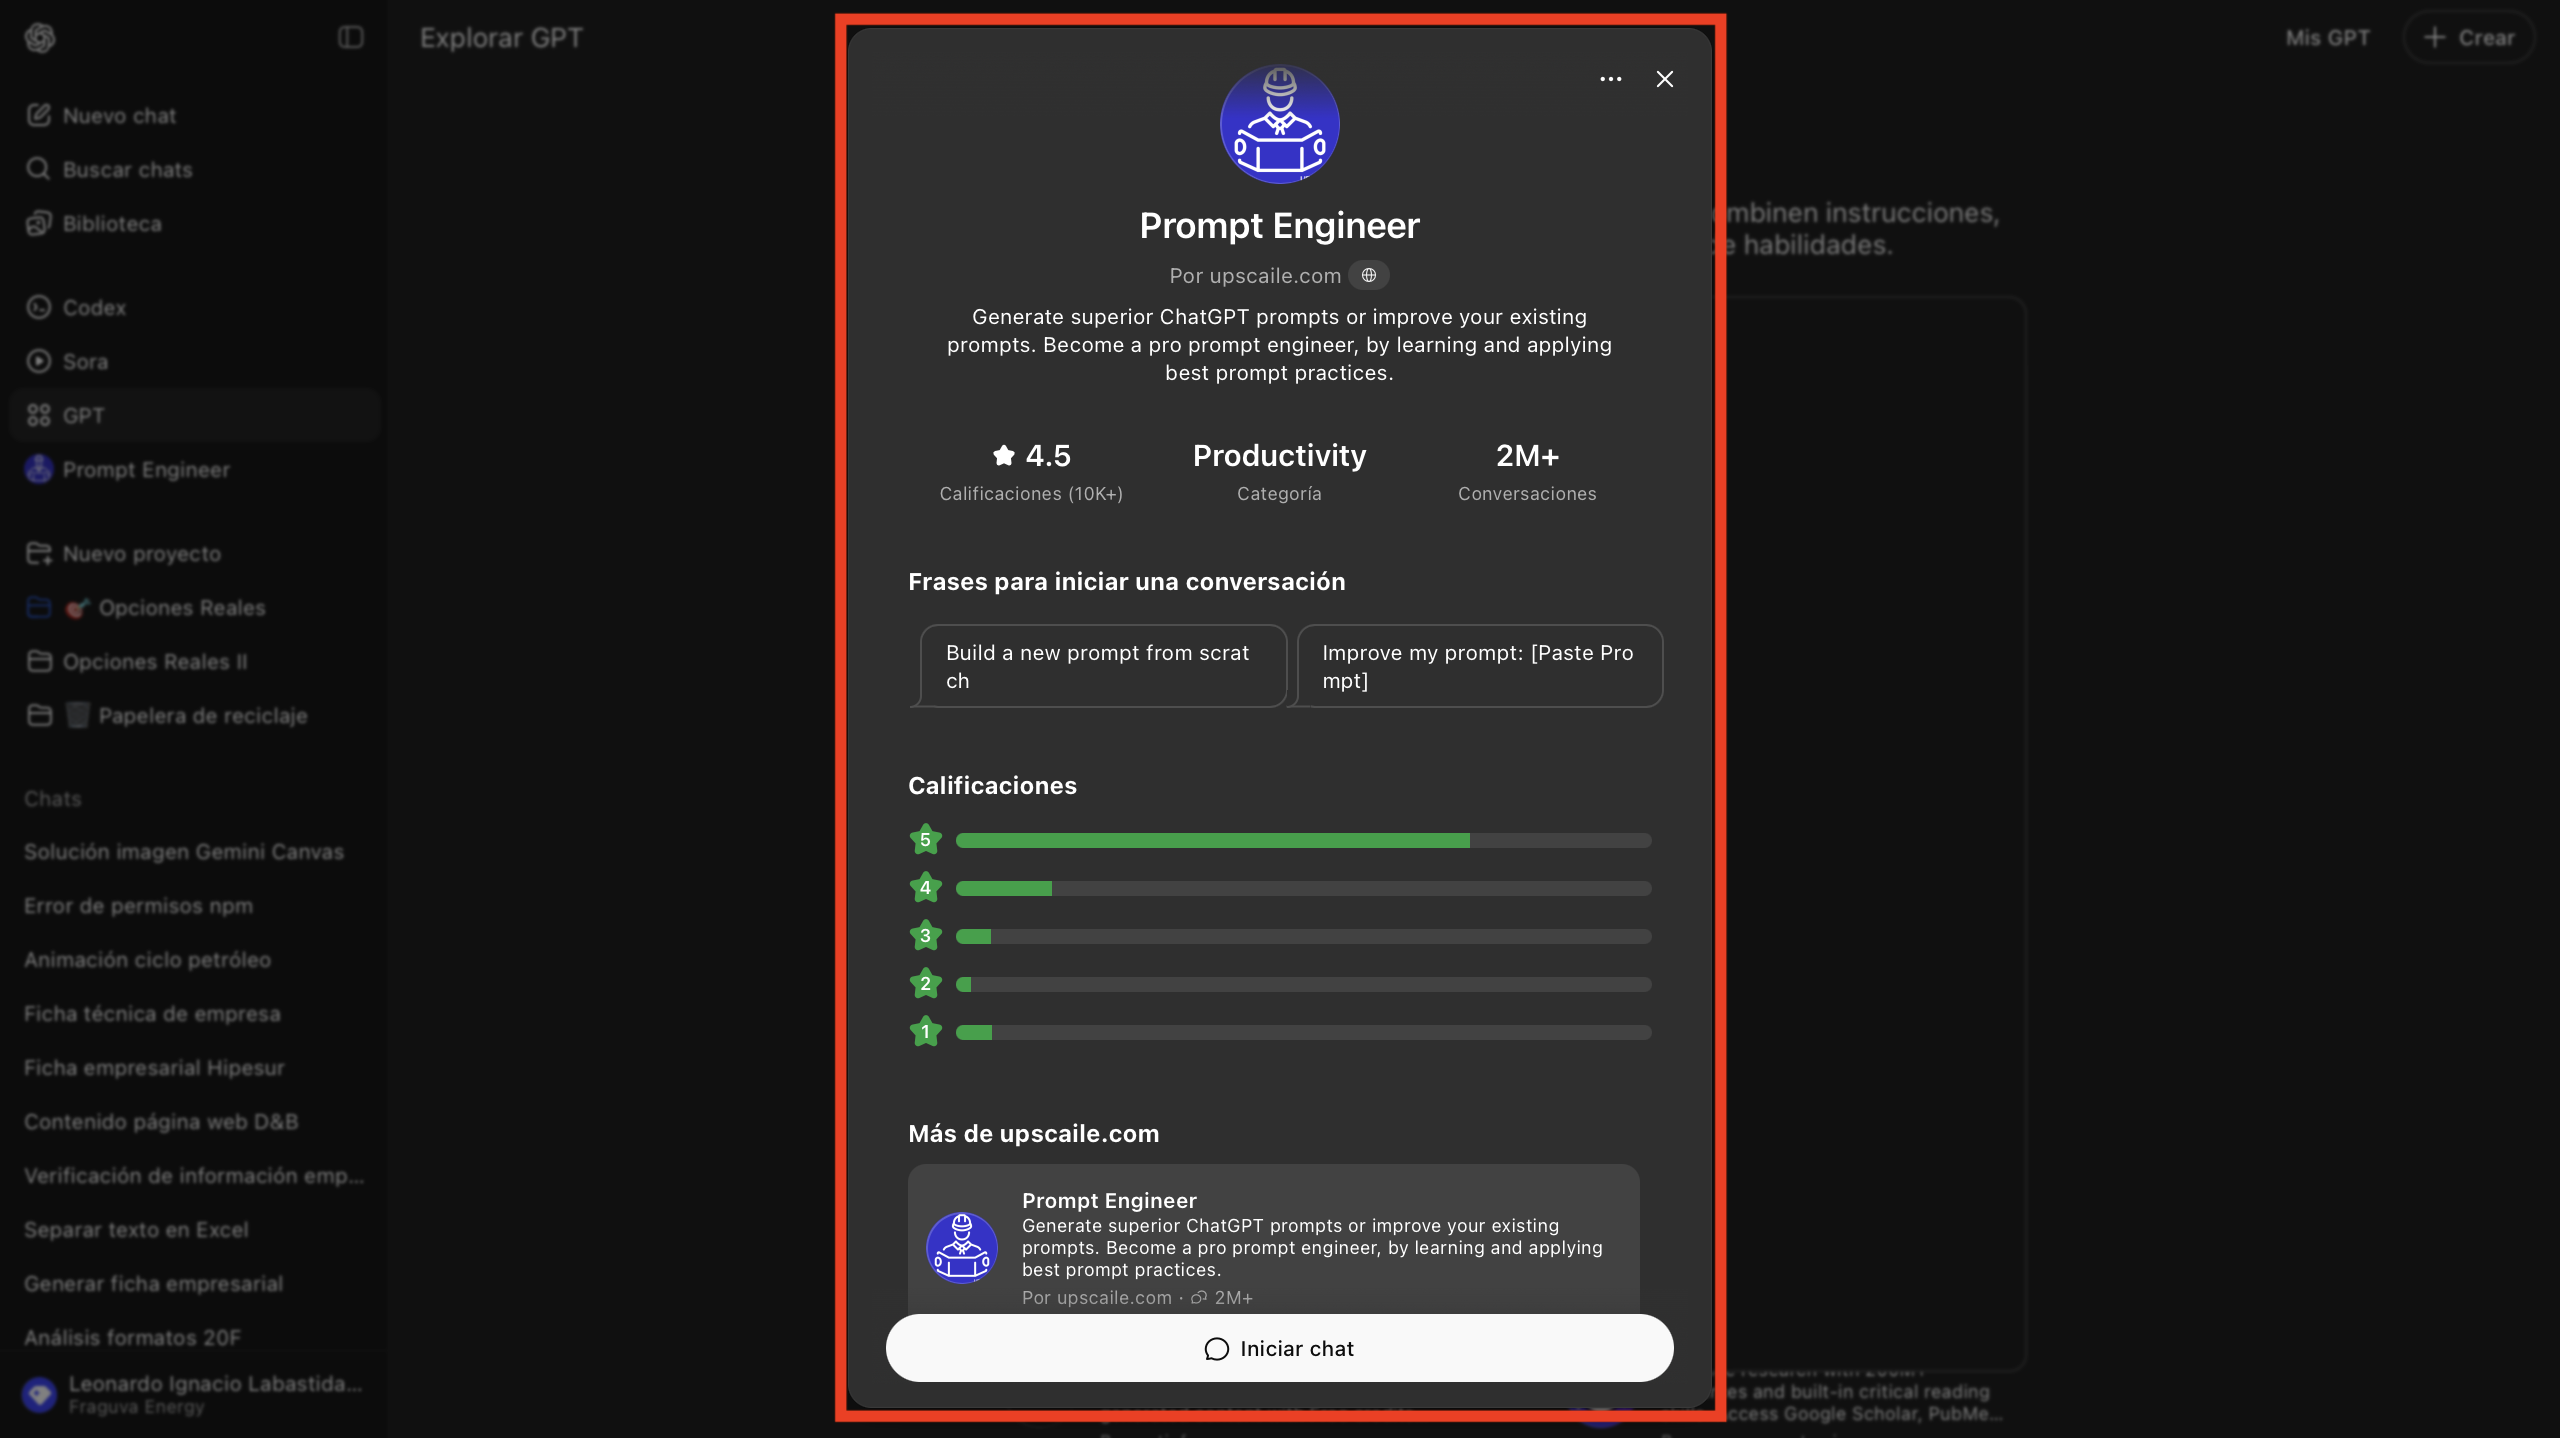 Explorar GPT
Mis GPT
Crear
Nuevo chat
Buscar chats
Biblioteca
Codex
Sora
GPT
Prompt Engineer
Nuevo proyecto
Opciones Reales
Opciones Reales II
Papelera de reciclaje
Chats
Solución imagen Gemini Canvas
Error de permisos npm
Animación ciclo petróleo
Ficha técnica de empresa
Ficha empresarial Hipesur
Contenido página web D&B
Verificación de información emp...
Separar texto en Excel
Generar ficha empresarial
Análisis formatos 20F
Leonardo Ignacio Labastida...
Fraguva Energy
Prompt Engineer
Por upscaile.com
Generate superior ChatGPT prompts or improve your existing
prompts. Become a pro prompt engineer, by learning and applying
best prompt practices.
4.5
Calificaciones (10K+)
Productivity
Categoría
2M+
Conversaciones
Frases para iniciar una conversación
Build a new prompt from scrat
ch
Improve my prompt: [Paste Pro
mpt]
Calificaciones
5
4
3
2
1
Más de upscaile.com
Prompt Engineer
Generate superior ChatGPT prompts or improve your existing
prompts. Become a pro prompt engineer, by learning and applying
best prompt practices.
Por upscaile.com · 2M+
Iniciar chat
mbinen instrucciones,
e habilidades.
es and built-in critical reading
ccess Google Scholar, PubMe...